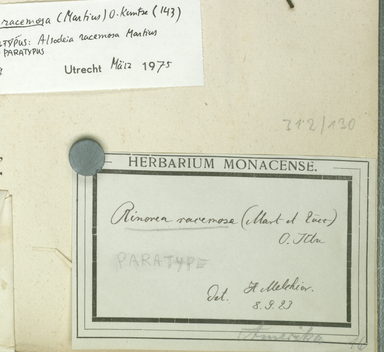 racemosa (Martius) O. Kuntze (143)
TYPUS: Alsodeia racemosa Martius
PARATYPUS
Utrecht März 1975
312/130
HERBARIUM MONACENSE.
Rinorea racemosa (Mart et Zucc)
O. Ktze
PARATYPE
det. H. Melchior.
8.9.23